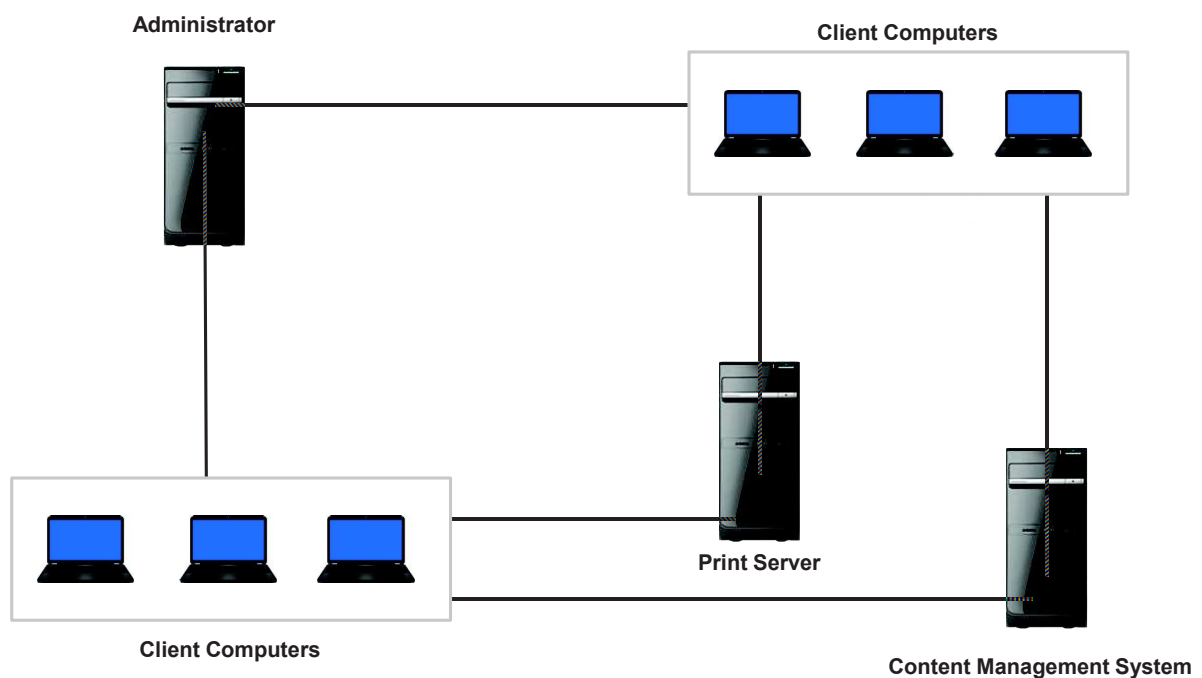 Administrator
Client Computers
Print Server
Client Computers
Content Management System